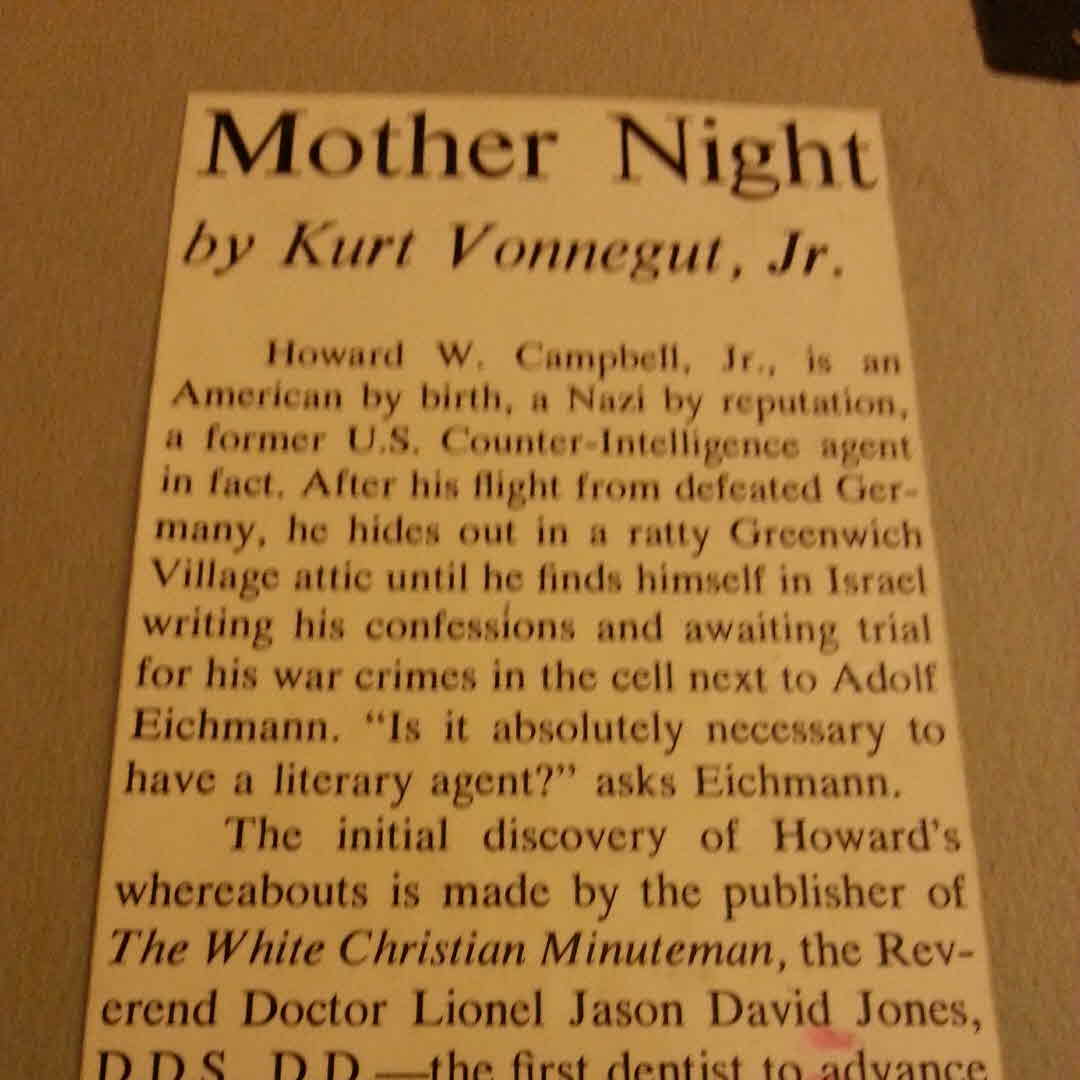 Mother Night
by Kurt Vonnegut, Jr.
Howard W. Campbell, Jr., is an
American by birth, a Nazi by reputation,
a former U.S. Counter-Intelligence agent
in fact. After his flight from defeated Ger-
many, he hides out in a ratty Greenwich
Village attic until he finds himself in Israel
writing his confessions and awaiting trial
for his war crimes in the cell next to Adolf
Eichmann. “Is it absolutely necessary to
have a literary agent?” asks Eichmann.
The initial discovery of Howard’s
whereabouts is made by the publisher of
The White Christian Minuteman, the Rev-
erend Doctor Lionel Jason David Jones,
D.D.S., D.D.—the first dentist to advance